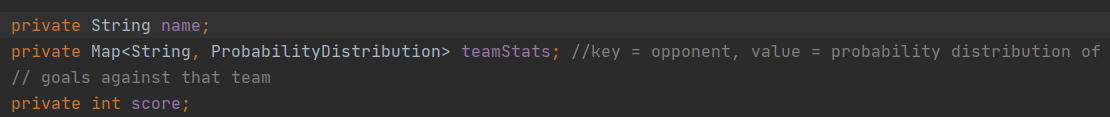 private String name;
private Map<String, ProbabilityDistribution> teamStats; //key = opponent, value = probability distribution of
// goals against that team
private int score;